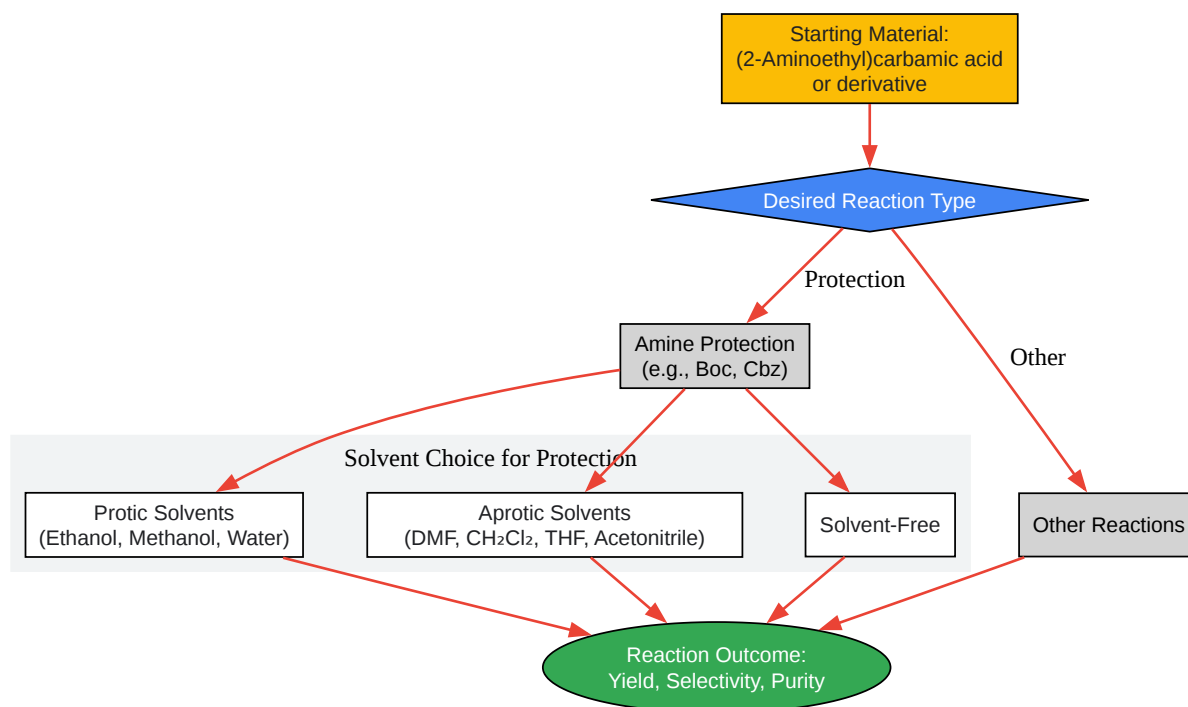 Starting Material:
(2-Aminoethyl)carbamic acid
or derivative
Desired Reaction Type
Protection
Other
Amine Protection
(e.g., Boc, Cbz)
Solvent Choice for Protection
Protic Solvents
(Ethanol, Methanol, Water)
Aprotic Solvents
(DMF, CH₂Cl₂, THF, Acetonitrile)
Solvent-Free
Other Reactions
Reaction Outcome:
Yield, Selectivity, Purity